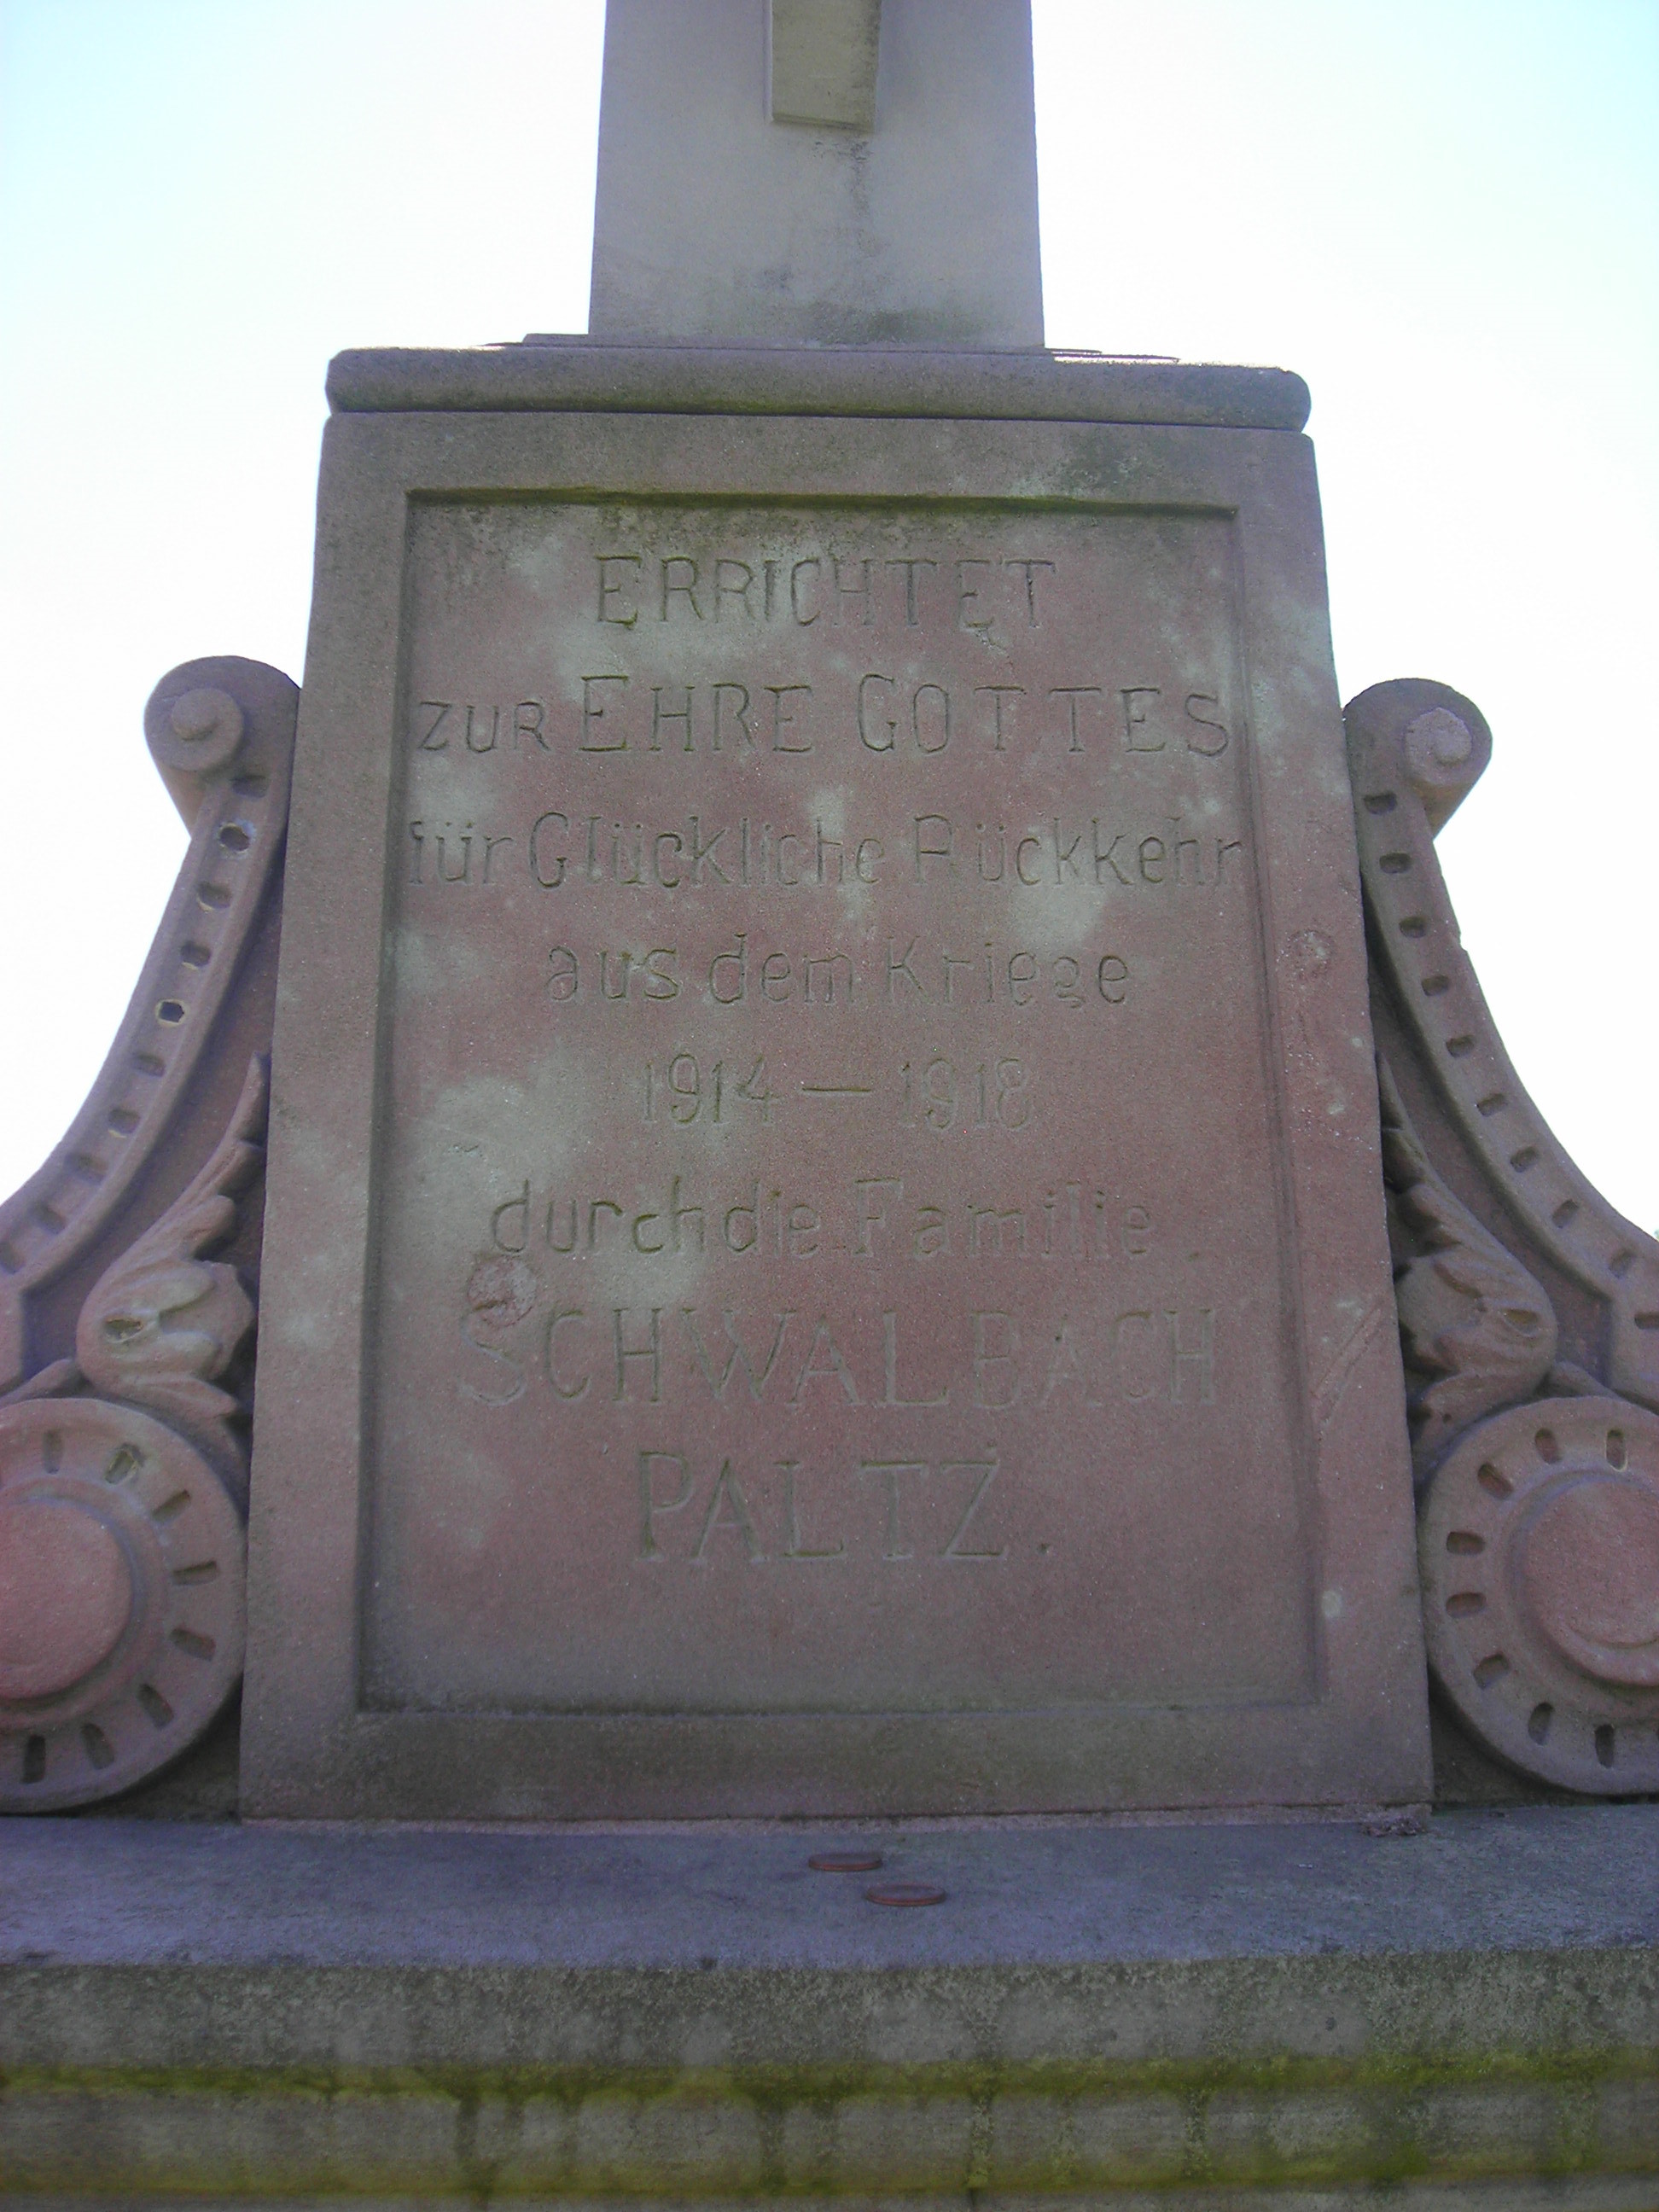 ERRICHTET
ZUR EHRE GOTTES
für Glückliche Rückkehr
aus dem Kriege
1914 — 1918
durch die Familie
SCHWALBACH
PALTZ.